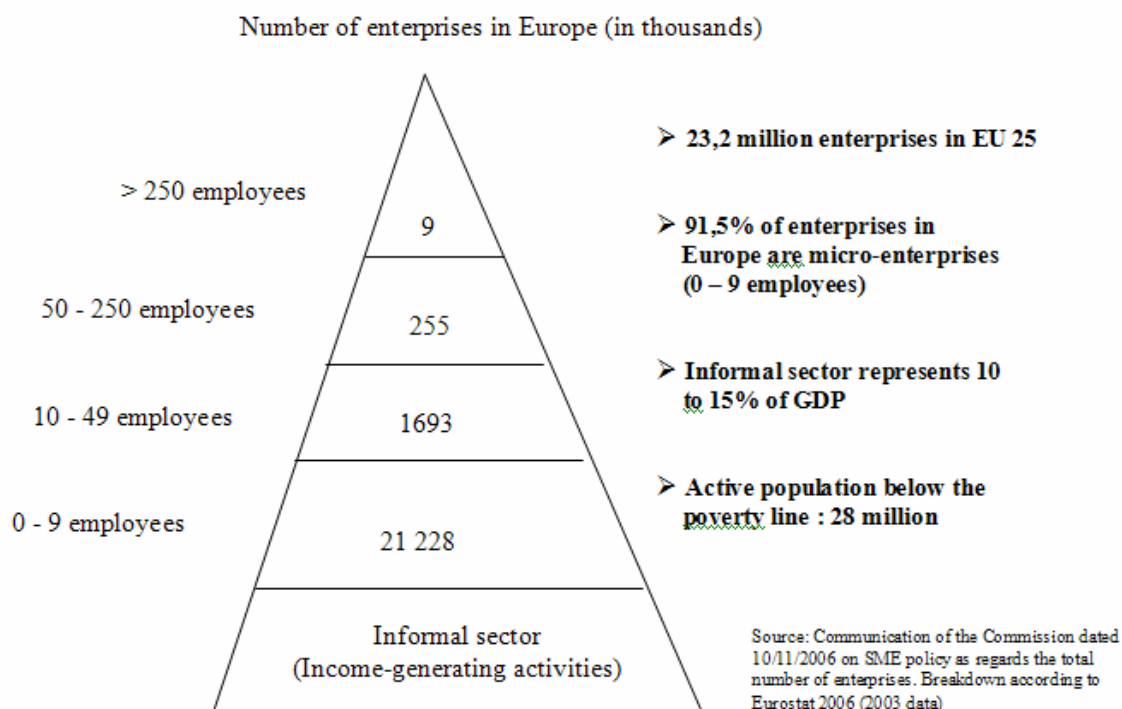 Number of enterprises in Europe (in thousands)
> 250 employees
9
50 - 250 employees
255
10 - 49 employees
1693
0 - 9 employees
21 228
Informal sector
(Income-generating activities)
➢ 23,2 million enterprises in EU 25
➢ 91,5% of enterprises in
Europe are micro-enterprises
(0 – 9 employees)
➢ Informal sector represents 10
to 15% of GDP
➢ Active population below the
poverty line : 28 million
Source: Communication of the Commission dated
10/11/2006 on SME policy as regards the total
number of enterprises. Breakdown according to
Eurostat 2006 (2003 data)